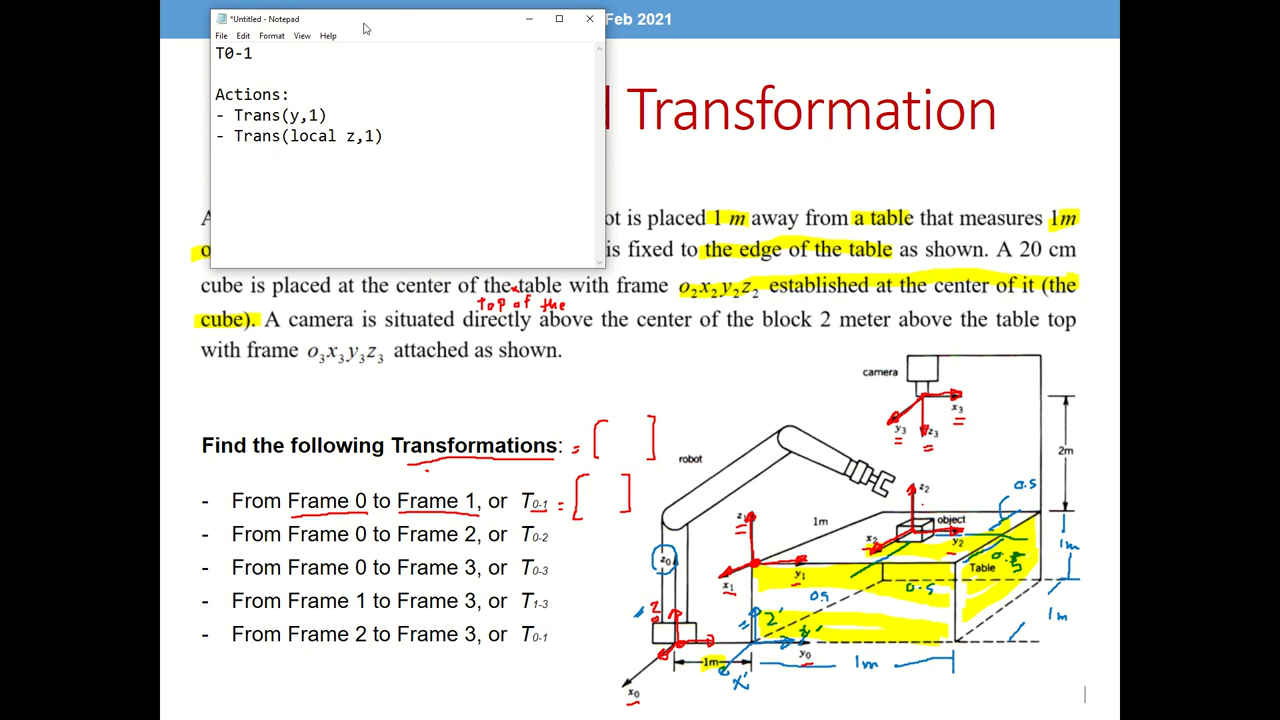 *Untitled - Notepad
File Edit Format View Help
T0-1
Actions:
- Trans(y,1)
- Trans(local z,1)
Feb 2021
Transformation
is placed 1 m away from a table that measures 1m
is fixed to the edge of the table as shown. A 20 cm
cube is placed at the center of the table with frame o₂x₂y₂z₂ established at the center of it (the
top of the
cube). A camera is situated directly above the center of the block 2 meter above the table top
with frame o₃x₃y₃z₃ attached as shown.
Find the following Transformations: = [ ]
- From Frame 0 to Frame 1, or T0-1 = [ ]
- From Frame 0 to Frame 2, or T0-2
- From Frame 0 to Frame 3, or T0-3
- From Frame 1 to Frame 3, or T1-3
- From Frame 2 to Frame 3, or T0-1
camera
x₃
y₃
z₃
2m
robot
z₂
0.5
1m
object
x₂
y₂
1m
z₀
Table
x₁
y₁
0.5
0.5
1m
z'
y'
y₀
1m
1m
x'
x₀